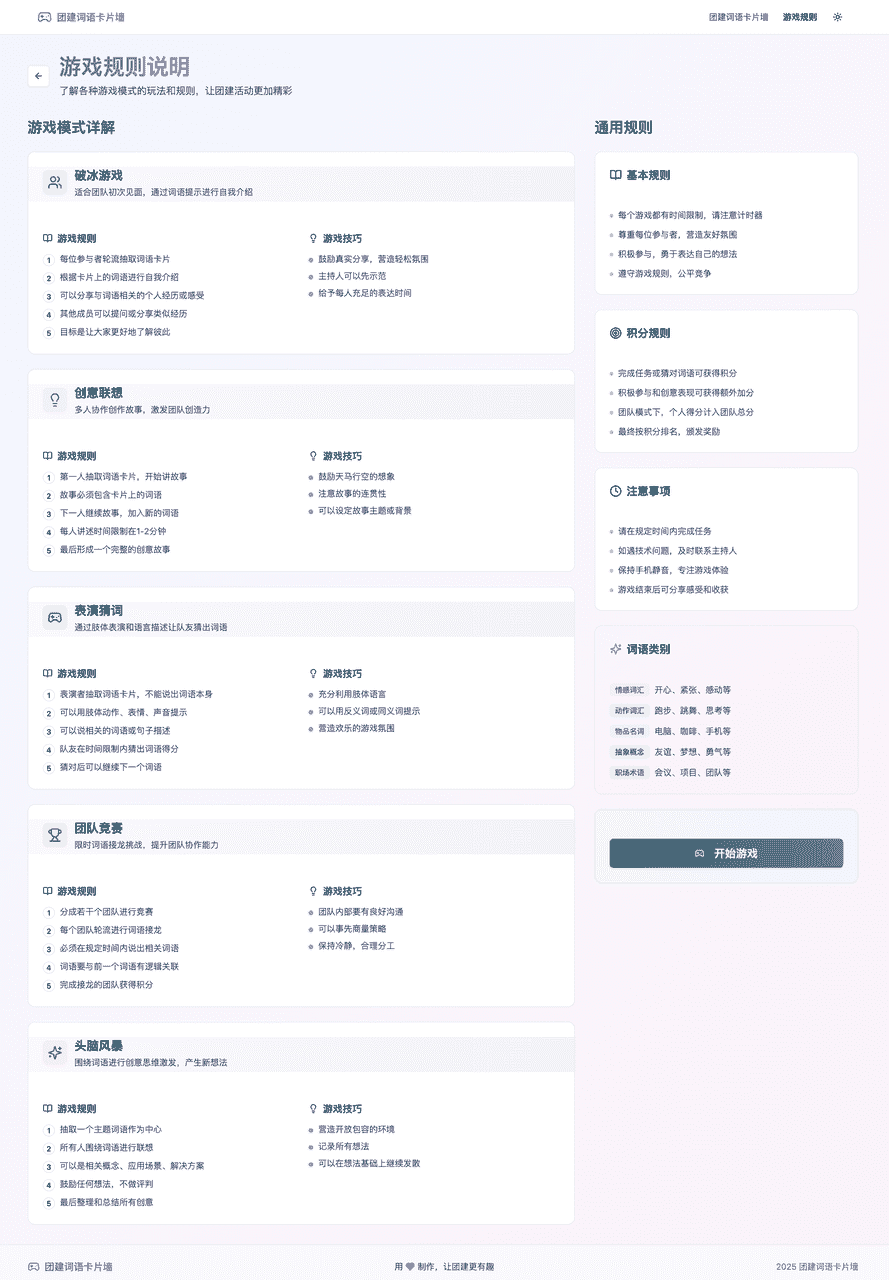 团建词语卡片墙
团建词语卡片墙 游戏规则
游戏规则说明
了解各种游戏模式的玩法和规则，让团建活动更加精彩
游戏模式详解
破冰游戏
适合团队初次见面，通过词语提示进行自我介绍
游戏规则
1 每位参与者轮流抽取词语卡片
2 根据卡片上的词语进行自我介绍
3 可以分享与词语相关的个人经历或感受
4 其他成员可以提问或分享类似经历
5 目标是让大家更好地了解彼此
游戏技巧
鼓励真实分享，营造轻松氛围
主持人可以先示范
给予每人充足的表达时间
创意联想
多人协作创作故事，激发团队创造力
游戏规则
1 第一人抽取词语卡片，开始讲故事
2 故事必须包含卡片上的词语
3 下一人继续故事，加入新的词语
4 每人讲述时间限制在1-2分钟
5 最后形成一个完整的创意故事
游戏技巧
鼓励天马行空的想象
注意故事的连贯性
可以设定故事主题或背景
表演猜词
通过肢体表演和语言描述让队友猜出词语
游戏规则
1 表演者抽取词语卡片，不能说出词语本身
2 可以用肢体动作、表情、声音提示
3 可以说相关的词语或句子描述
4 队友在时间限制内猜出词语得分
5 猜对后可以继续下一个词语
游戏技巧
充分利用肢体语言
可以用反义词或同义词提示
营造欢乐的游戏氛围
团队竞赛
限时词语接龙挑战，提升团队协作能力
游戏规则
1 分成若干个团队进行竞赛
2 每个团队轮流进行词语接龙
3 必须在规定时间内说出相关词语
4 词语要与前一个词语有逻辑关联
5 完成接龙的团队获得积分
游戏技巧
团队内部要有良好沟通
可以事先商量策略
保持冷静，合理分工
头脑风暴
围绕词语进行创意思维激发，产生新想法
游戏规则
1 抽取一个主题词语作为中心
2 所有人围绕词语进行联想
3 可以是相关概念、应用场景、解决方案
4 鼓励任何想法，不做评判
5 最后整理和总结所有创意
游戏技巧
营造开放包容的环境
记录所有想法
可以在想法基础上继续发散
通用规则
基本规则
每个游戏都有时间限制，请注意计时器
尊重每位参与者，营造友好氛围
积极参与，勇于表达自己的想法
遵守游戏规则，公平竞争
积分规则
完成任务或猜对词语可获得积分
积极参与和创意表现可获得额外加分
团队模式下，个人得分计入团队总分
最终按积分排名，颁发奖励
注意事项
请在规定时间内完成任务
如遇技术问题，及时联系主持人
保持手机静音，专注游戏体验
游戏结束后可分享感受和收获
词语类别
情感词汇 开心、紧张、感动等
动作词汇 跑步、跳舞、思考等
物品名词 电脑、咖啡、手机等
抽象概念 友谊、梦想、勇气等
职场术语 会议、项目、团队等
开始游戏
团建词语卡片墙
用 ❤ 制作，让团建更有趣
2025 团建词语卡片墙